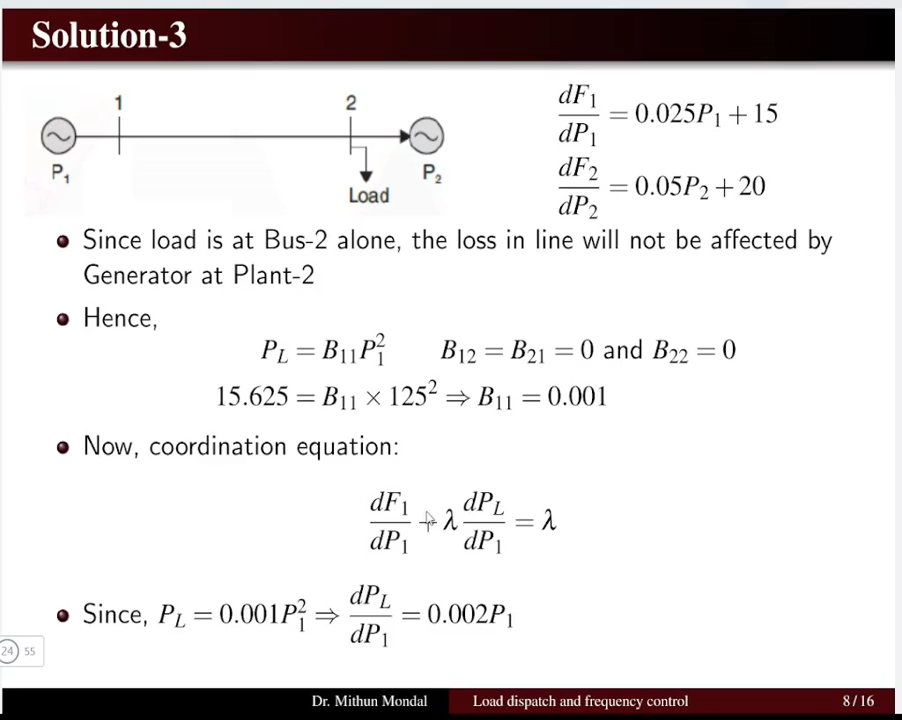 Solution-3
1
2
P₁
P₂
Load
dF₁/dP₁ = 0.025P₁ + 15
dF₂/dP₂ = 0.05P₂ + 20
Since load is at Bus-2 alone, the loss in line will not be affected by
Generator at Plant-2
Hence,
P_L = B₁₁P₁² B₁₂ = B₂₁ = 0 and B₂₂ = 0
15.625 = B₁₁ × 125² ⇒ B₁₁ = 0.001
Now, coordination equation:
dF₁/dP₁ + λ dP_L/dP₁ = λ
Since, P_L = 0.001P₁² ⇒ dP_L/dP₁ = 0.002P₁
24 55
Dr. Mithun Mondal Load dispatch and frequency control 8 / 16